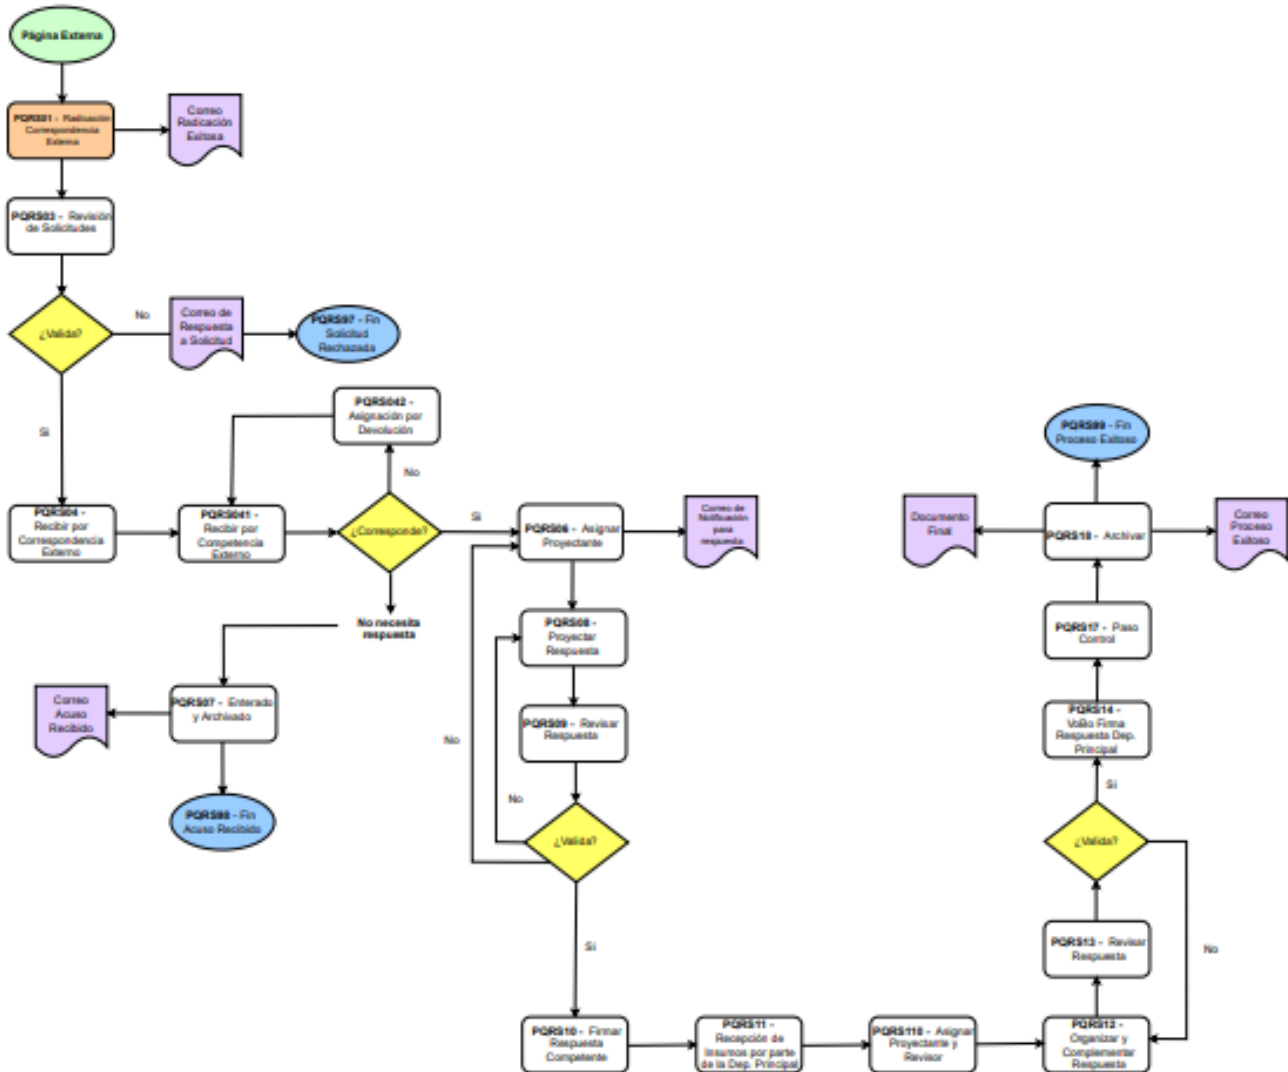 Página Externa
PQRS01 - Radicación
Correspondencia
Externa
Correo
Radicación
Exitosa
PQRS03 - Revisión
de Solicitudes
¿Valida?
No
Correo de
Respuesta
a Solicitud
PQRS97 - Fin
Solicitud
Rechazada
Si
PQRS042 -
Asignación por
Devolución
No
PQRS04 -
Recibir por
Correspondencia
Externo
PQRS041 -
Recibir por
Competencia
Externo
¿Corresponde?
Si
PQRS06 - Asignar
Proyectante
Correo de
Notificación
para
respuesta
No necesita
respuesta
PQRS07 - Enterado
y Archivado
Correo
Acuso
Recibido
PQRS98 - Fin
Acuso Recibido
PQRS08 -
Proyectar
Respuesta
PQRS09 - Revisar
Respuesta
No
No
¿Valida?
Si
PQRS10 - Firmar
Respuesta
Competente
PQRS11 -
Recepción de
Insumos por parte
de la Dep. Principal
PQRS110 - Asignar
Proyectante y
Revisor
PQRS12 -
Organizar y
Complementar
Respuesta
PQRS13 - Revisar
Respuesta
No
¿Valida?
Si
PQRS14 -
VoBo Firma
Respuesta Dep.
Principal
PQRS17 - Paso
Control
PQRS18 - Archivar
Documento
Final
Correo
Proceso
Exitoso
PQRS99 - Fin
Proceso Exitoso